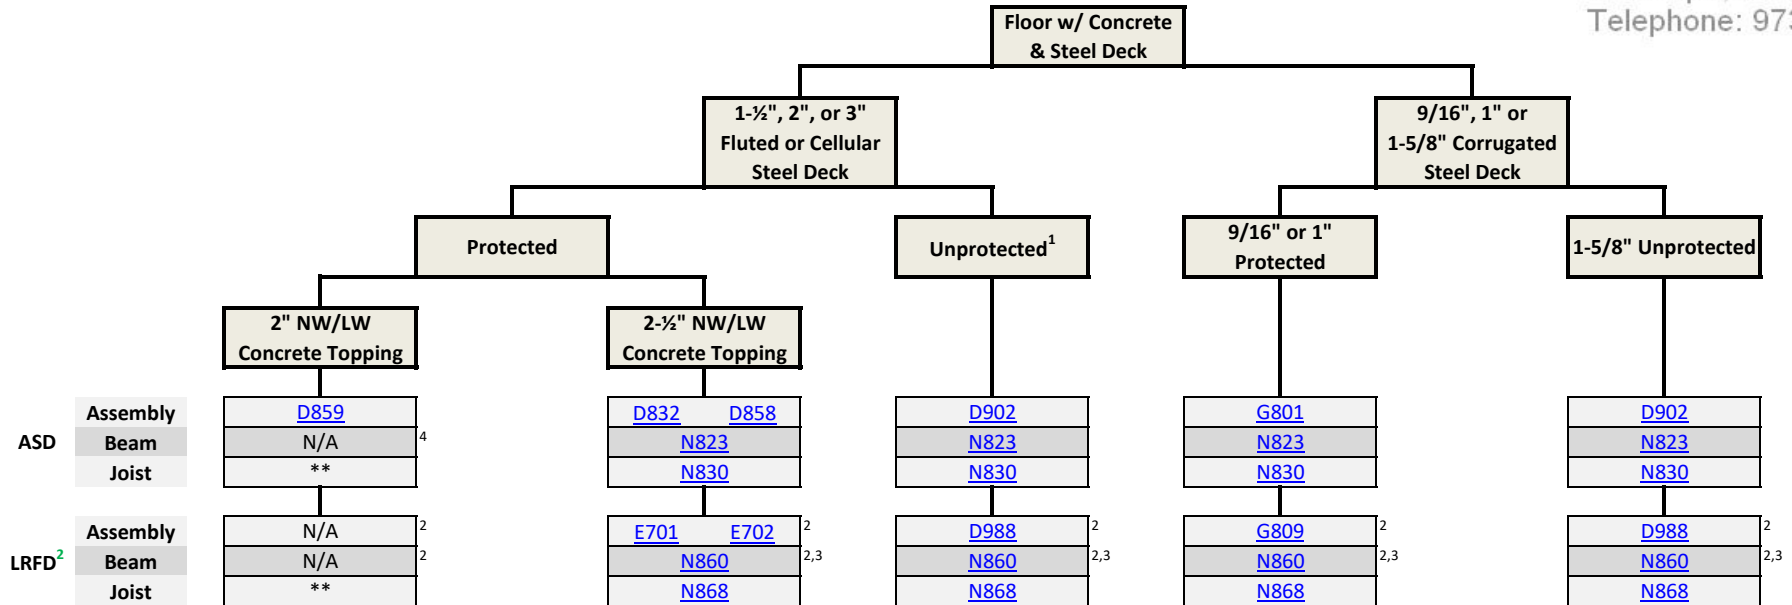 Telephone: 973
Floor w/ Concrete
& Steel Deck
1-½", 2", or 3"
Fluted or Cellular
Steel Deck
9/16", 1" or
1-5/8" Corrugated
Steel Deck
Protected
Unprotected¹
9/16" or 1"
Protected
1-5/8" Unprotected
2" NW/LW
Concrete Topping
2-½" NW/LW
Concrete Topping
ASD
Assembly D859 D832 D858 D902 G801 D902
Beam N/A ⁴ N823 N823 N823 N823
Joist ** N830 N830 N830 N830
LRFD²
Assembly N/A ² E701 E702 ² D988 ² G809 ² D988 ²
Beam N/A ² N860 ²,³ N860 ²,³ N860 ²,³ N860 ²,³
Joist ** N868 N868 N868 N868